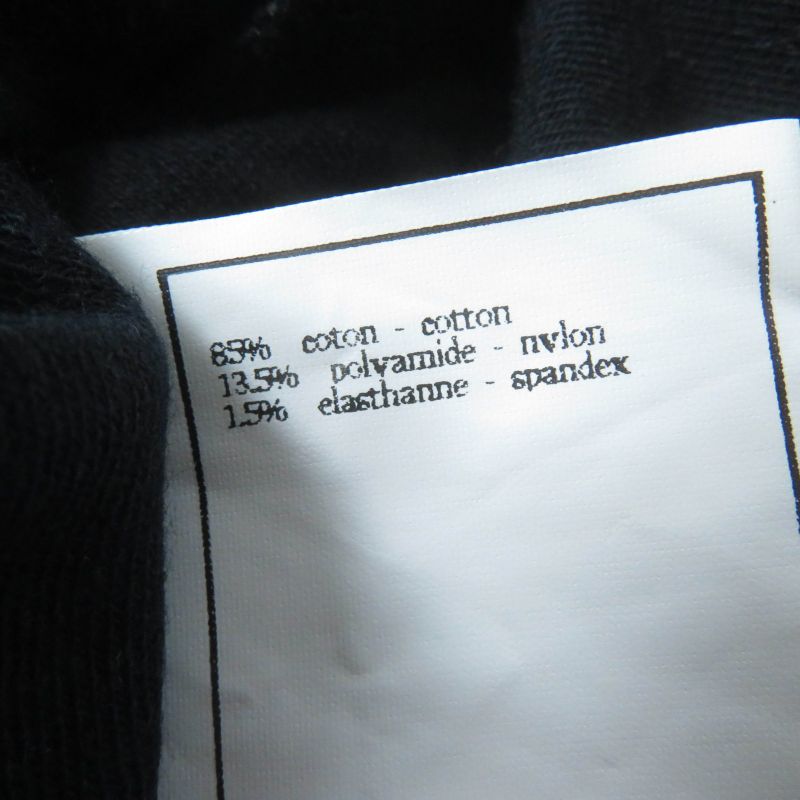 85% coton - cotton
13.5% polyamide - nylon
1.5% elasthanne - spandex